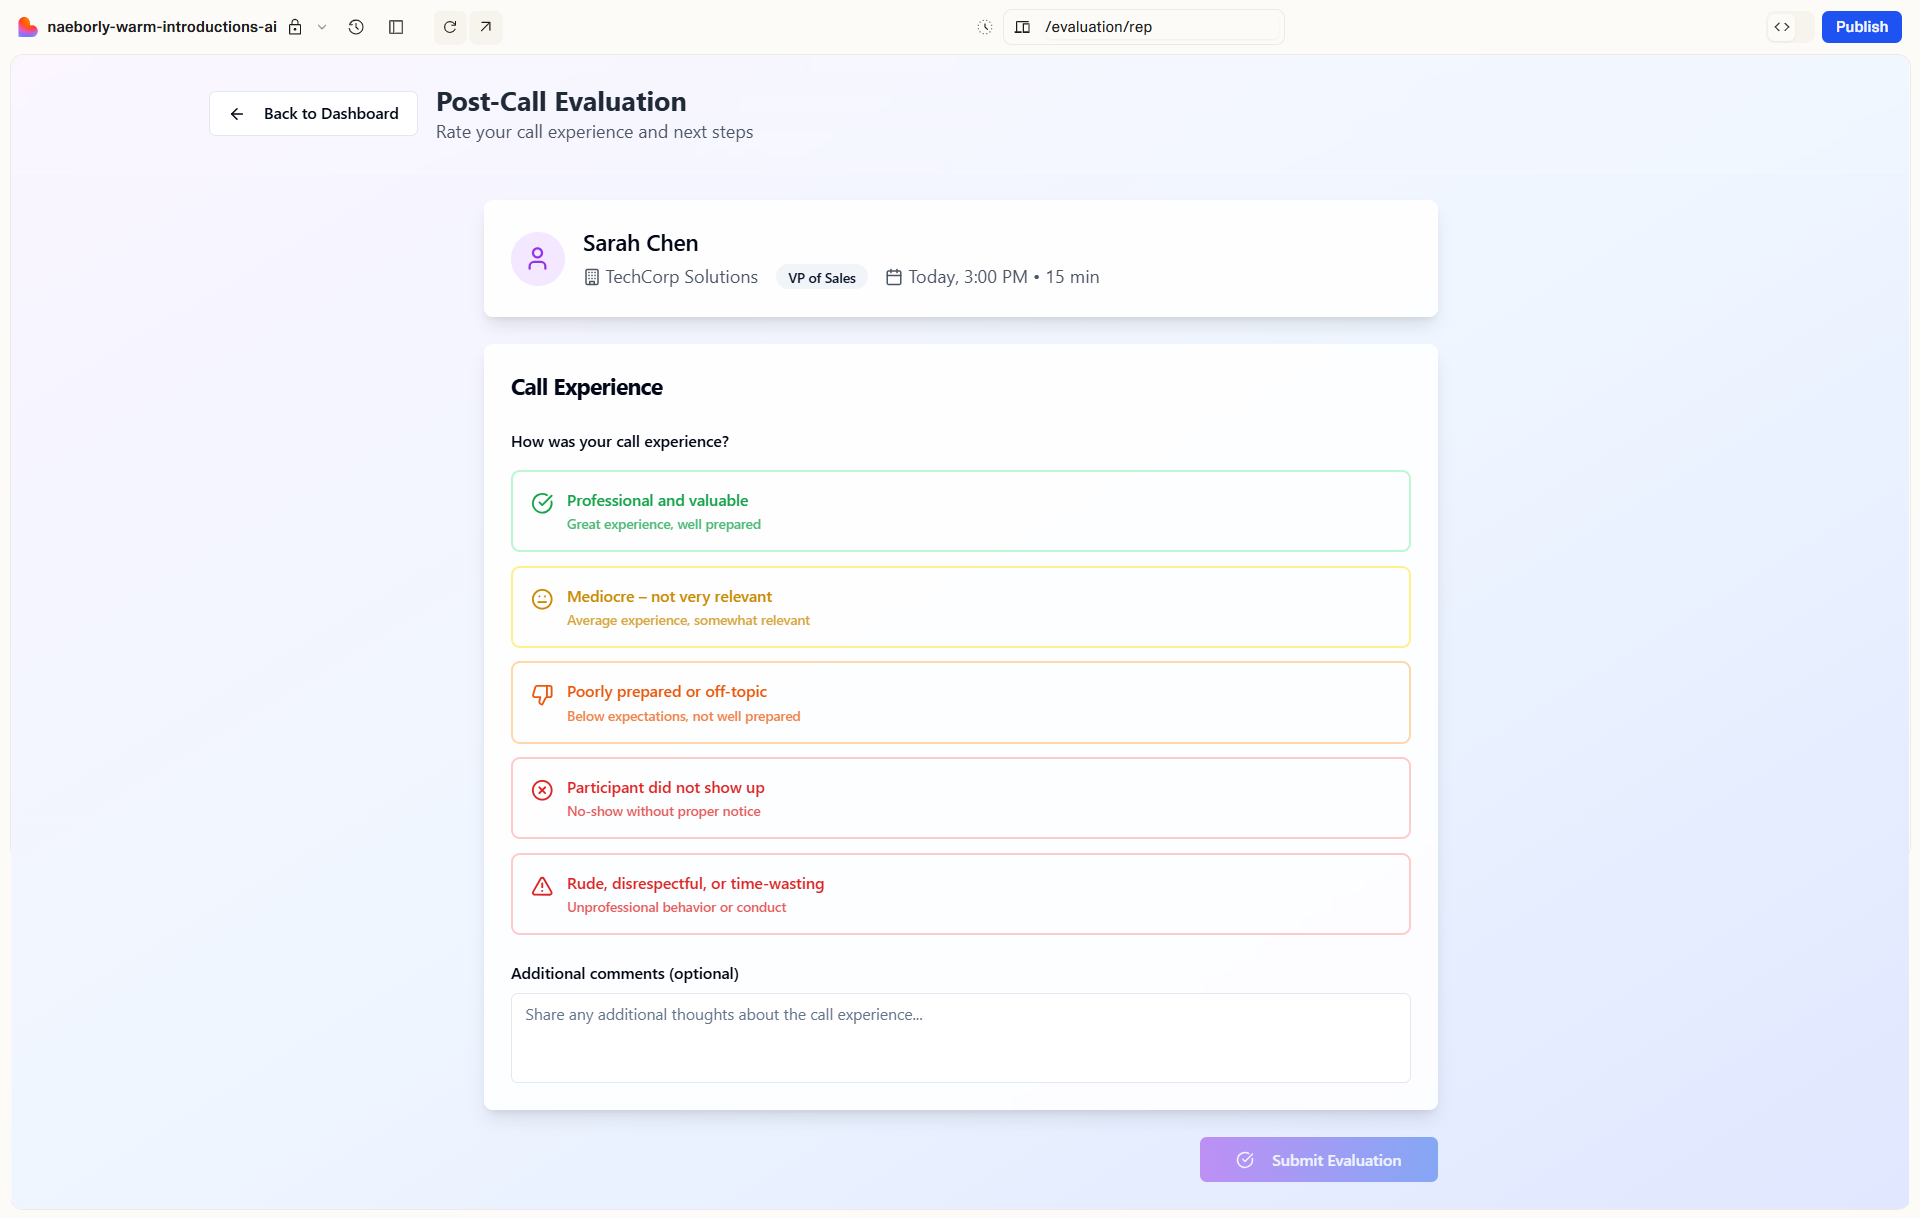 naeborly-warm-introductions-ai
/evaluation/rep
Publish
Back to Dashboard
Post-Call Evaluation
Rate your call experience and next steps
Sarah Chen
TechCorp Solutions VP of Sales Today, 3:00 PM • 15 min
Call Experience
How was your call experience?
Professional and valuable
Great experience, well prepared
Mediocre – not very relevant
Average experience, somewhat relevant
Poorly prepared or off-topic
Below expectations, not well prepared
Participant did not show up
No-show without proper notice
Rude, disrespectful, or time-wasting
Unprofessional behavior or conduct
Additional comments (optional)
Share any additional thoughts about the call experience...
Submit Evaluation